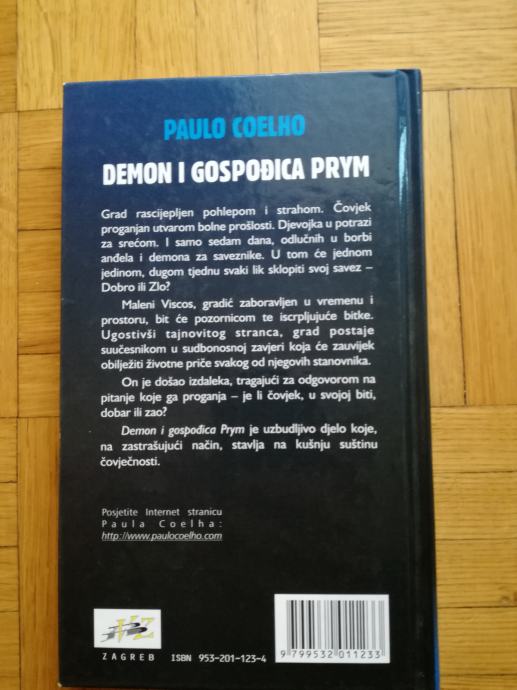 PAULO COELHO
DEMON I GOSPOĐICA PRYM
Grad rascijepljen pohlepom i strahom. Čovjek
proganjan utvarom bolne prošlosti. Djevojka u potrazi
za srećom. I samo sedam dana, odlučnih u borbi
anđela i demona za saveznike. U tom će jednom
jedinom, dugom tjednu svaki lik sklopiti svoj savez –
Dobro ili Zlo?
Maleni Viscos, gradić zaboravljen u vremenu i
prostoru, bit će pozornicom te iscrpljujuće bitke.
Ugostivši tajnovitog stranca, grad postaje
suučesnikom u sudbonosnoj zavjeri koja će zauvijek
obilježiti životne priče svakog od njegovih stanovnika.
On je došao izdaleka, tragajući za odgovorom na
pitanje koje ga proganja – je li čovjek, u svojoj biti,
dobar ili zao?
Demon i gospođica Prym je uzbudljivo djelo koje,
na zastrašujući način, stavlja na kušnju suštinu
čovječnosti.
Posjetite Internet stranicu
Paula Coelha:
http://www.paulocoelho.com
VZ
ZAGREB
ISBN 953-201-123-4
9 799532 011233